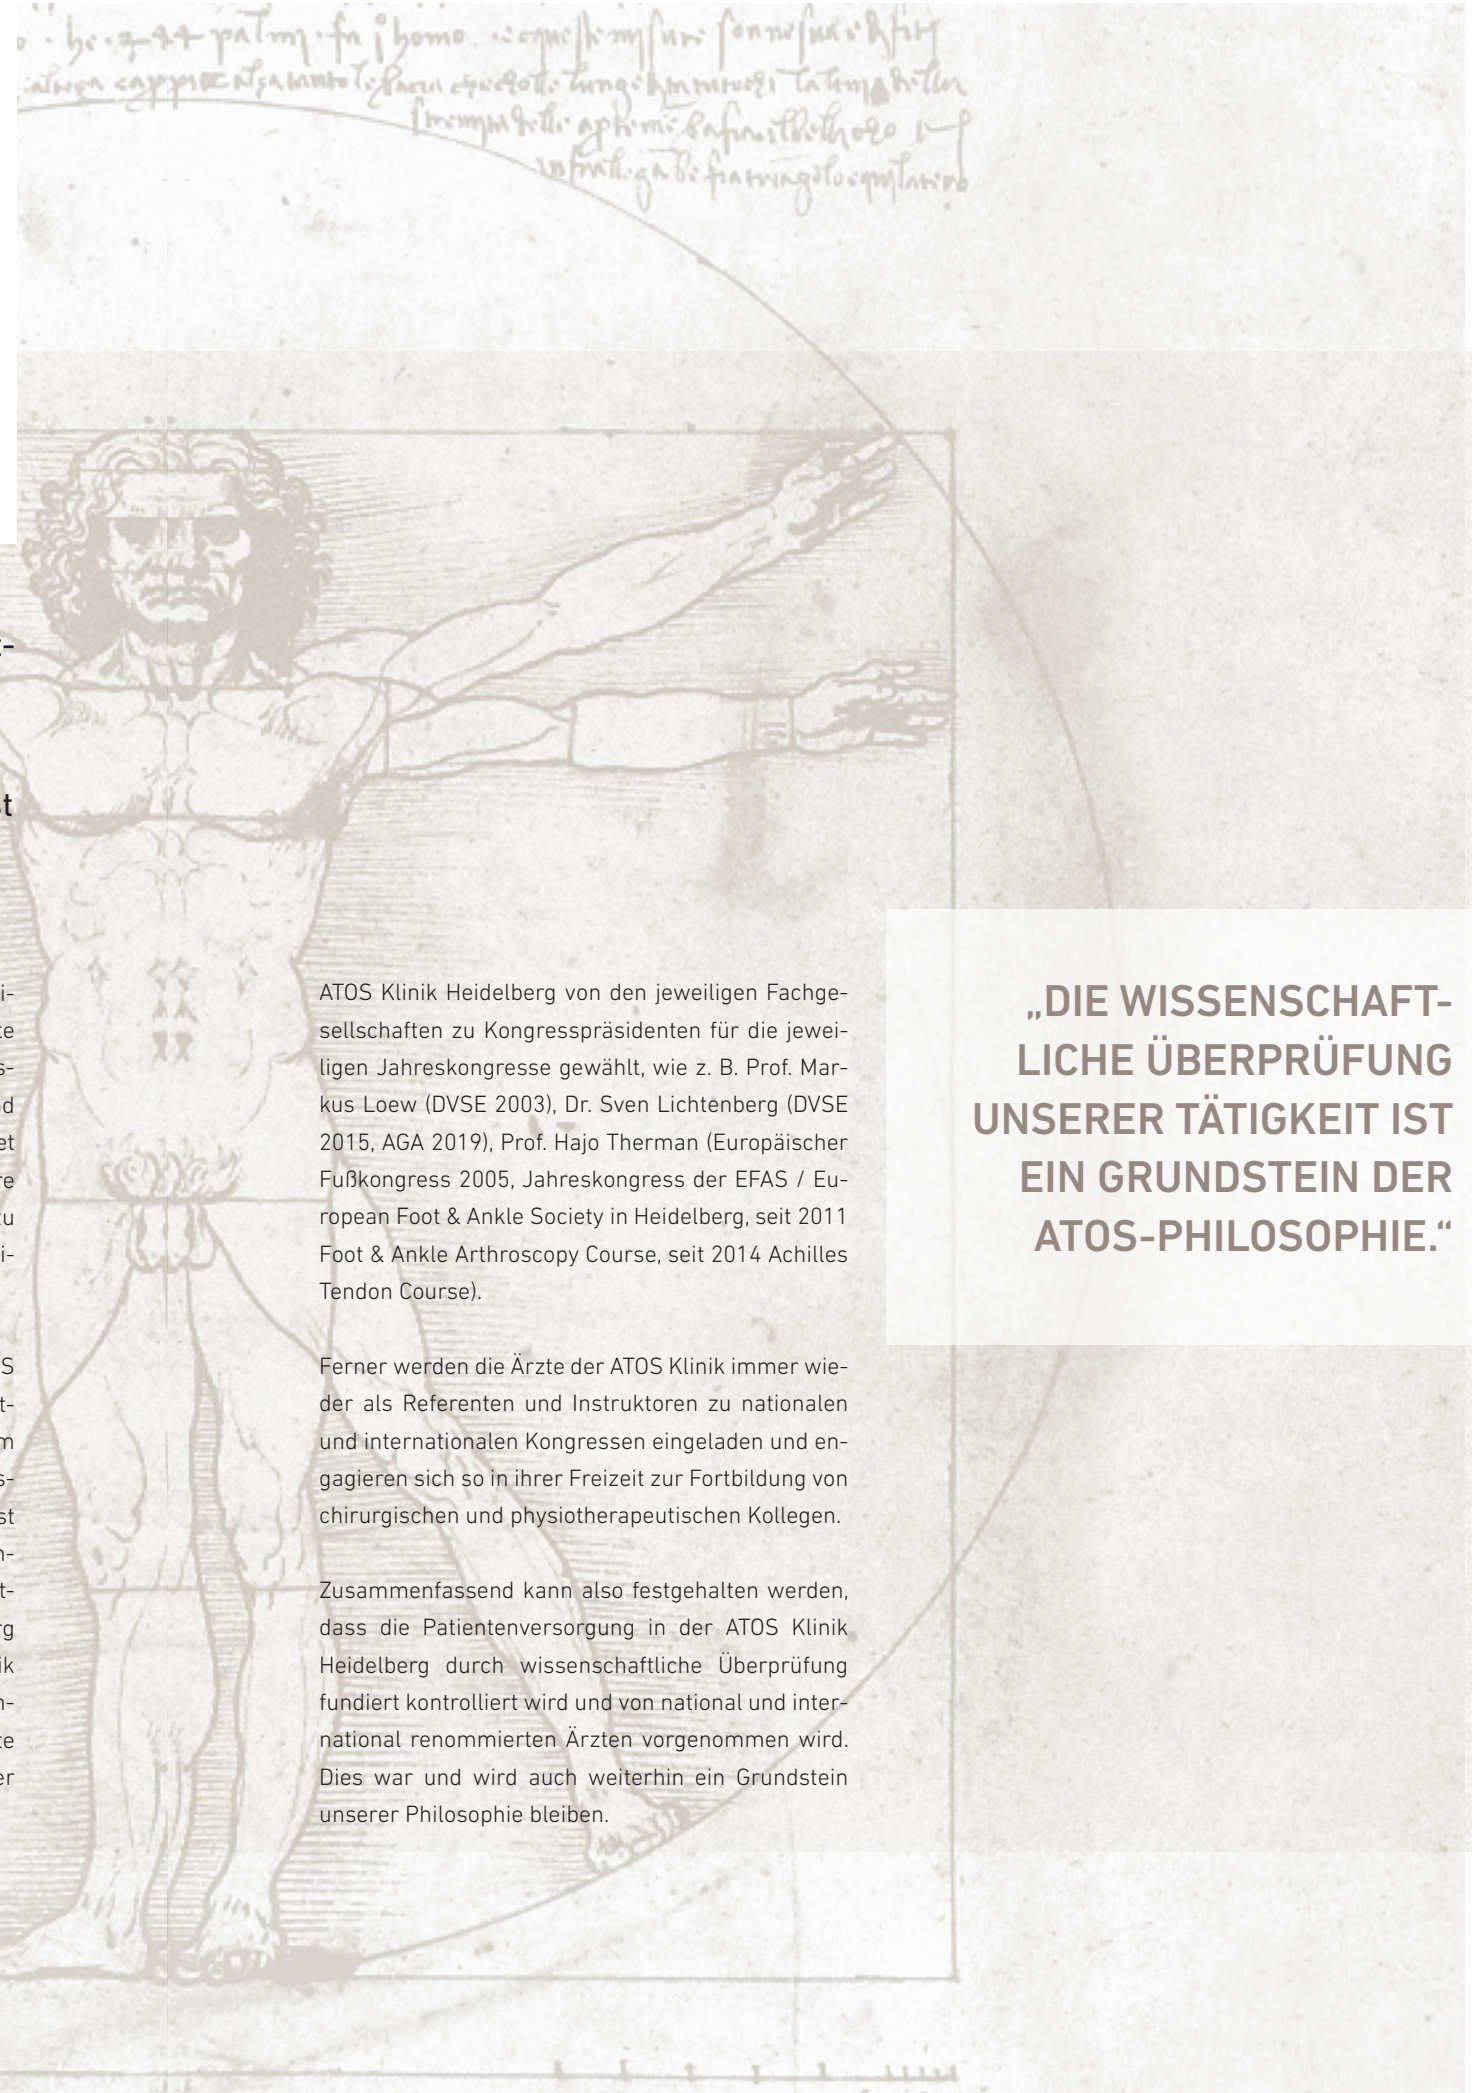 ATOS Klinik Heidelberg von den jeweiligen Fachge-
sellschaften zu Kongresspräsidenten für die jewei-
ligen Jahreskongresse gewählt, wie z. B. Prof. Mar-
kus Loew (DVSE 2003), Dr. Sven Lichtenberg (DVSE
2015, AGA 2019), Prof. Hajo Therman (Europäischer
Fußkongress 2005, Jahreskongress der EFAS / Eu-
ropean Foot & Ankle Society in Heidelberg, seit 2011
Foot & Ankle Arthroscopy Course, seit 2014 Achilles
Tendon Course).
Ferner werden die Ärzte der ATOS Klinik immer wie-
der als Referenten und Instruktoren zu nationalen
und internationalen Kongressen eingeladen und en-
gagieren sich so in ihrer Freizeit zur Fortbildung von
chirurgischen und physiotherapeutischen Kollegen.
Zusammenfassend kann also festgehalten werden,
dass die Patientenversorgung in der ATOS Klinik
Heidelberg durch wissenschaftliche Überprüfung
fundiert kontrolliert wird und von national und inter-
national renommierten Ärzten vorgenommen wird.
Dies war und wird auch weiterhin ein Grundstein
unserer Philosophie bleiben.
„DIE WISSENSCHAFT-
LICHE ÜBERPRÜFUNG
UNSERER TÄTIGKEIT IST
EIN GRUNDSTEIN DER
ATOS-PHILOSOPHIE.“